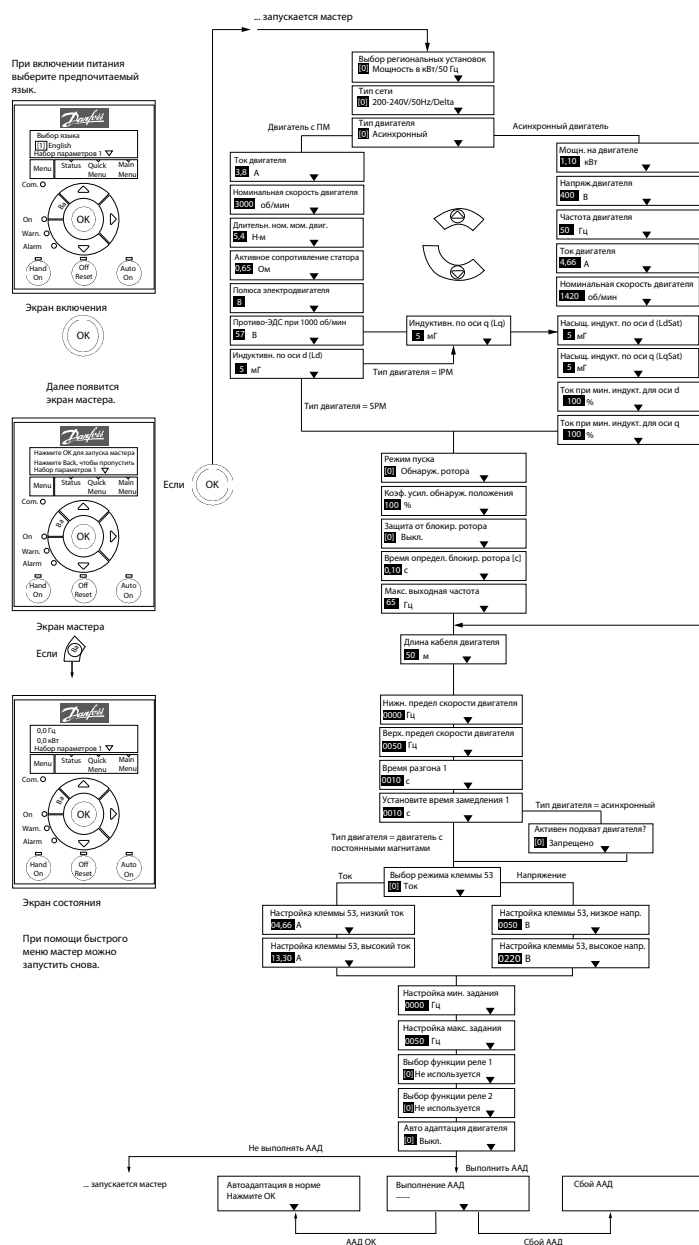 ... запускается мастер
При включении питания
выберите предпочитаемый
язык.
Danfoss
Выбор языка
[1] English
Набор параметров 1
Menu
Status
Quick
Menu
Main
Menu
Com.
Ba
OK
On
Warn.
Alarm
Hand
On
Off
Reset
Auto
On
Экран включения
OK
Далее появится
экран мастера.
Danfoss
Нажмите ОК для запуска мастера
Нажмите Back, чтобы пропустить
Набор параметров 1
Menu
Status
Quick
Menu
Main
Menu
Com.
Ba
OK
On
Warn.
Alarm
Hand
On
Off
Reset
Auto
On
Если
OK
Экран мастера
Если
Ba
Danfoss
0,0 Гц
0,0 кВт
Набор параметров 1
Menu
Status
Quick
Menu
Main
Menu
Com.
Ba
OK
On
Warn.
Alarm
Hand
On
Off
Reset
Auto
On
Экран состояния
При помощи быстрого
меню мастер можно
запустить снова.
Выбор региональных установок
[0] Мощность в кВт/50 Гц
Тип сети
[0] 200-240V/50Hz/Delta
Тип двигателя
[0] Асинхронный
Двигатель с ПМ
Асинхронный двигатель
Ток двигателя
3,8 А
Номинальная скорость двигателя
3000 об/мин
Длительн. ном. мом. двиг.
5,4 Н·м
Активное сопротивление статора
0,65 Ом
Полюса электродвигателя
8
Противо-ЭДС при 1000 об/мин
57 В
Индуктивн. по оси d (Ld)
5 мГ
Мощн. на двигателе
1,10 кВт
Напряж.двигателя
400 В
Частота двигателя
50 Гц
Ток двигателя
4,66 А
Номинальная скорость двигателя
1420 об/мин
Индуктивн. по оси q (Lq)
5 мГ
Тип двигателя = IPM
Насыщ. индукт. по оси d (LdSat)
5 мГ
Насыщ. индукт. по оси q (LqSat)
5 мГ
Ток при мин. индукт. для оси d
100 %
Ток при мин. индукт. для оси q
100 %
Тип двигателя = SPM
Режим пуска
[0] Обнаруж. ротора
Коэф. усил. обнаруж. положения
100 %
Защита от блокир. ротора
[0] Выкл.
Время определ. блокир. ротора [с]
0,10 с
Макс. выходная частота
65 Гц
Длина кабеля двигателя
50 м
Нижн. предел скорости двигателя
0000 Гц
Верх. предел скорости двигателя
0050 Гц
Время разгона 1
0010 с
Установите время замедления 1
0010 с
Тип двигателя = асинхронный
Тип двигателя = двигатель с
постоянными магнитами
Активен подхват двигателя?
[0] Запрещено
Ток
Выбор режима клеммы 53
[0] Ток
Напряжение
Настройка клеммы 53, низкий ток
04,66 А
Настройка клеммы 53, высокий ток
13,30 А
Настройка клеммы 53, низкое напр.
0050 В
Настройка клеммы 53, высокое напр.
0220 В
Настройка мин. задания
0000 Гц
Настройка макс. задания
0050 Гц
Выбор функции реле 1
[0] Не используется
Выбор функции реле 2
[0] Не используется
Авто адаптация двигателя
[0] Выкл.
Не выполнять ААД
Выполнить ААД
... запускается мастер
Автоадаптация в норме
Нажмите ОК
Выполнение ААД
-----
Сбой ААД
ААД ОК
Сбой ААД